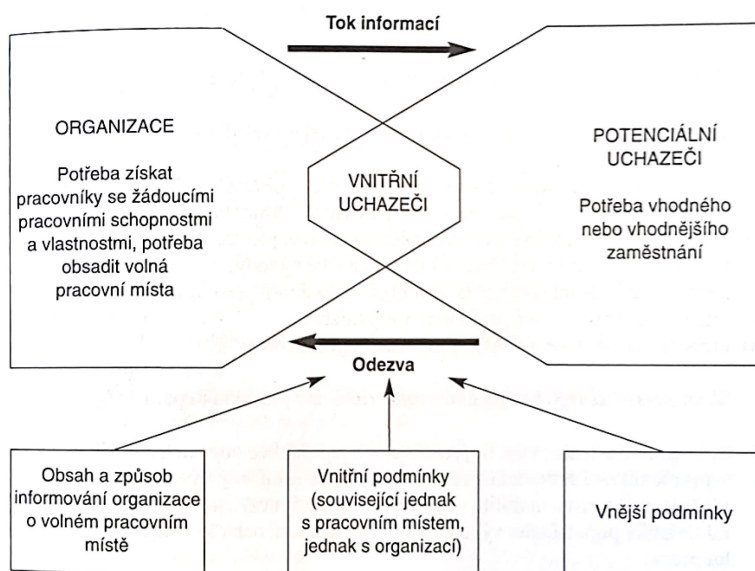 Tok informací
ORGANIZACE
Potřeba získat
pracovníky se žádoucími
pracovními schopnostmi
a vlastnostmi, potřeba
obsadit volná
pracovní místa
VNITŘNÍ
UCHAZEČI
POTENCIÁLNÍ
UCHAZEČI
Potřeba vhodného
nebo vhodnějšího
zaměstnání
Odezva
Obsah a způsob
informování organizace
o volném pracovním
místě
Vnitřní podmínky
(související jednak
s pracovním místem,
jednak s organizací)
Vnější podmínky